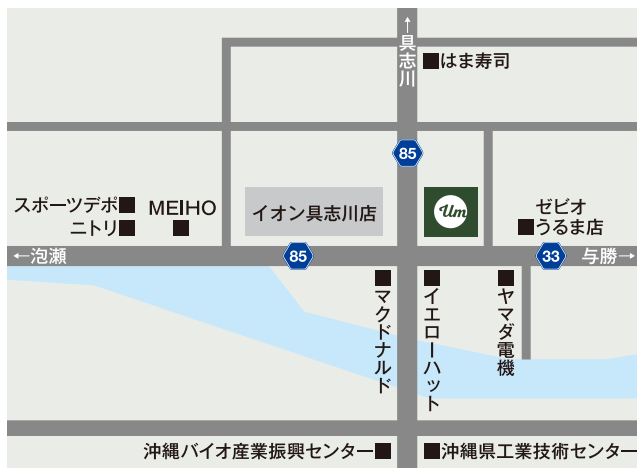 ←具志川
はま寿司
85
スポーツデポ
ニトリ
MEIHO
イオン具志川店
Um
ゼビオ
うるま店
←泡瀬
85
33
与勝→
マクドナルド
イエローハット
ヤマダ電機
沖縄バイオ産業振興センター
沖縄県工業技術センター